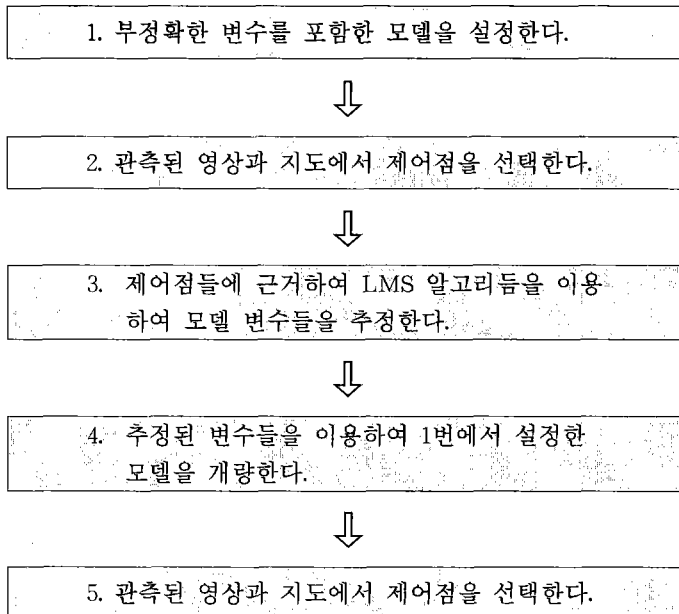 1. 부정확한 변수를 포함한 모델을 설정한다.
2. 관측된 영상과 지도에서 제어점을 선택한다.
3. 제어점들에 근거하여 LMS 알고리듬을 이용
하여 모델 변수들을 추정한다.
4. 추정된 변수들을 이용하여 1번에서 설정한
모델을 개량한다.
5. 관측된 영상과 지도에서 제어점을 선택한다.